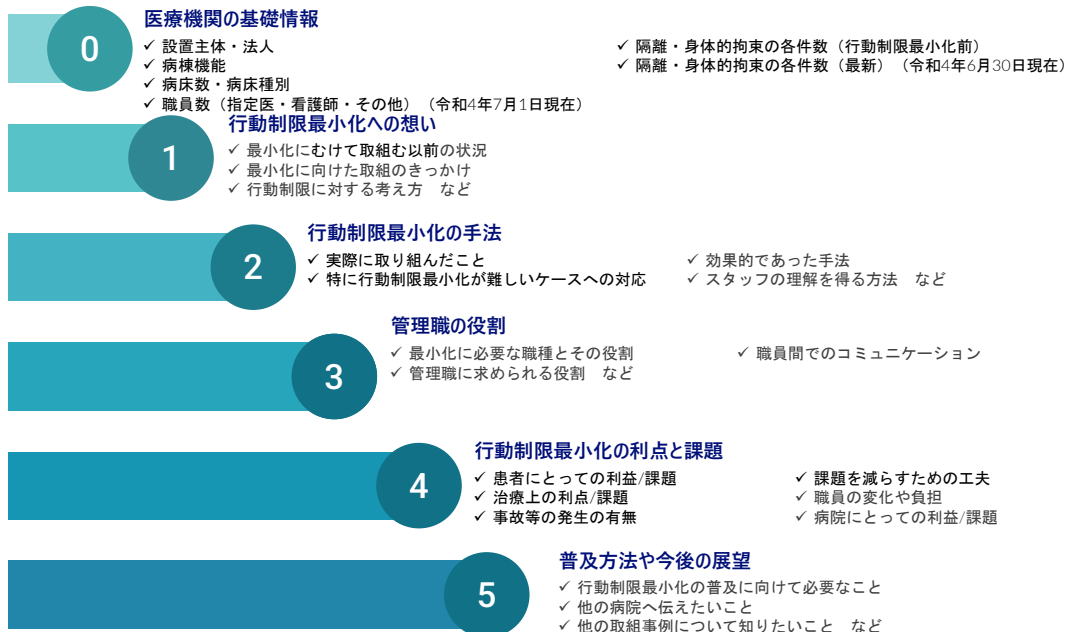 0
医療機関の基礎情報
✓ 設置主体・法人
✓ 病棟機能
✓ 病床数・病床種別
✓ 職員数（指定医・看護師・その他）（令和4年7月1日現在）
✓ 隔離・身体的拘束の各件数（行動制限最小化前）
✓ 隔離・身体的拘束の各件数（最新）（令和4年6月30日現在）
1
行動制限最小化への想い
✓ 最小化にむけて取組む以前の状況
✓ 最小化に向けた取組のきっかけ
✓ 行動制限に対する考え方　など
2
行動制限最小化の手法
✓ 実際に取り組んだこと
✓ 特に行動制限最小化が難しいケースへの対応
✓ 効果的であった手法
✓ スタッフの理解を得る方法　など
3
管理職の役割
✓ 最小化に必要な職種とその役割
✓ 管理職に求められる役割　など
✓ 職員間でのコミュニケーション
4
行動制限最小化の利点と課題
✓ 患者にとっての利益/課題
✓ 治療上の利点/課題
✓ 事故等の発生の有無
✓ 課題を減らすための工夫
✓ 職員の変化や負担
✓ 病院にとっての利益/課題
5
普及方法や今後の展望
✓ 行動制限最小化の普及に向けて必要なこと
✓ 他の病院へ伝えたいこと
✓ 他の取組事例について知りたいこと　など